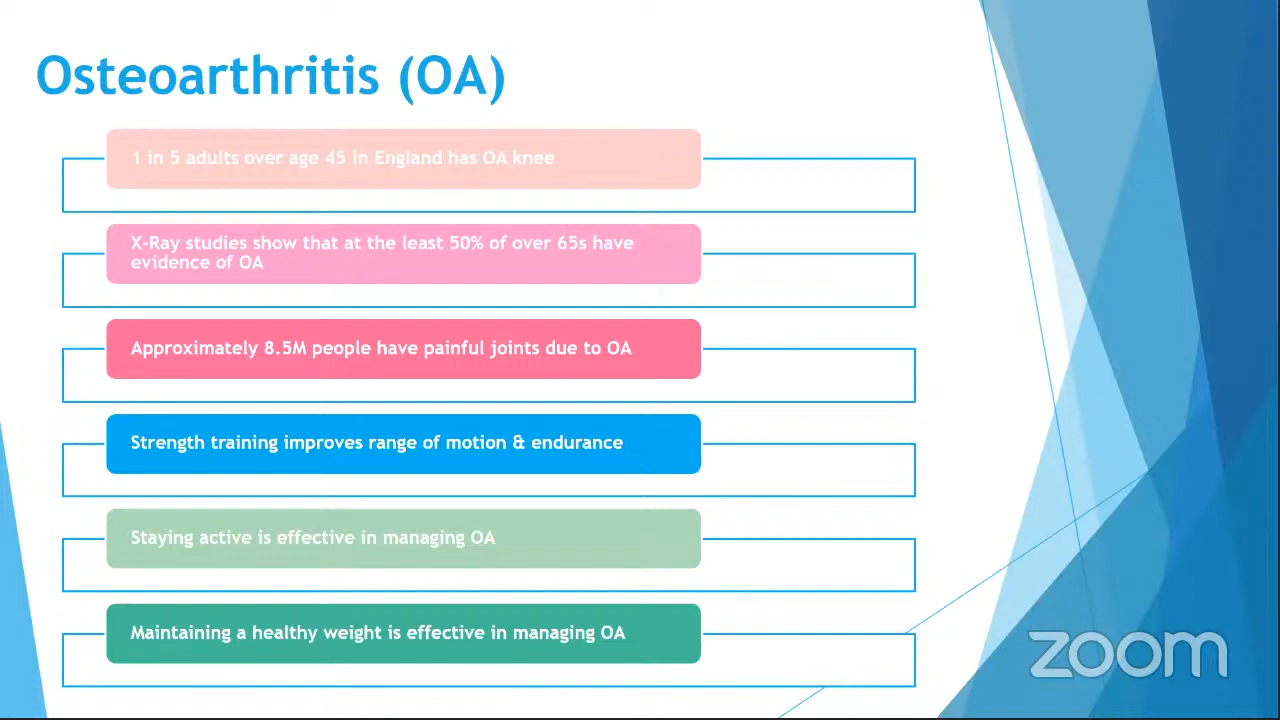 Osteoarthritis (OA)
1 in 5 adults over age 45 in England has OA knee
X-Ray studies show that at the least 50% of over 65s have
evidence of OA
Approximately 8.5M people have painful joints due to OA
Strength training improves range of motion & endurance
Staying active is effective in managing OA
Maintaining a healthy weight is effective in managing OA
zoom